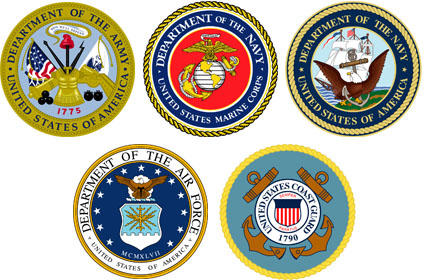 DEPARTMENT OF THE ARMY
1775
UNITED STATES OF AMERICA
DEPARTMENT OF THE NAVY
UNITED STATES MARINE CORPS
DEPARTMENT OF THE NAVY
UNITED STATES OF AMERICA
DEPARTMENT OF THE AIR FORCE
MCMXLVII
UNITED STATES OF AMERICA
UNITED STATES COAST GUARD
1790